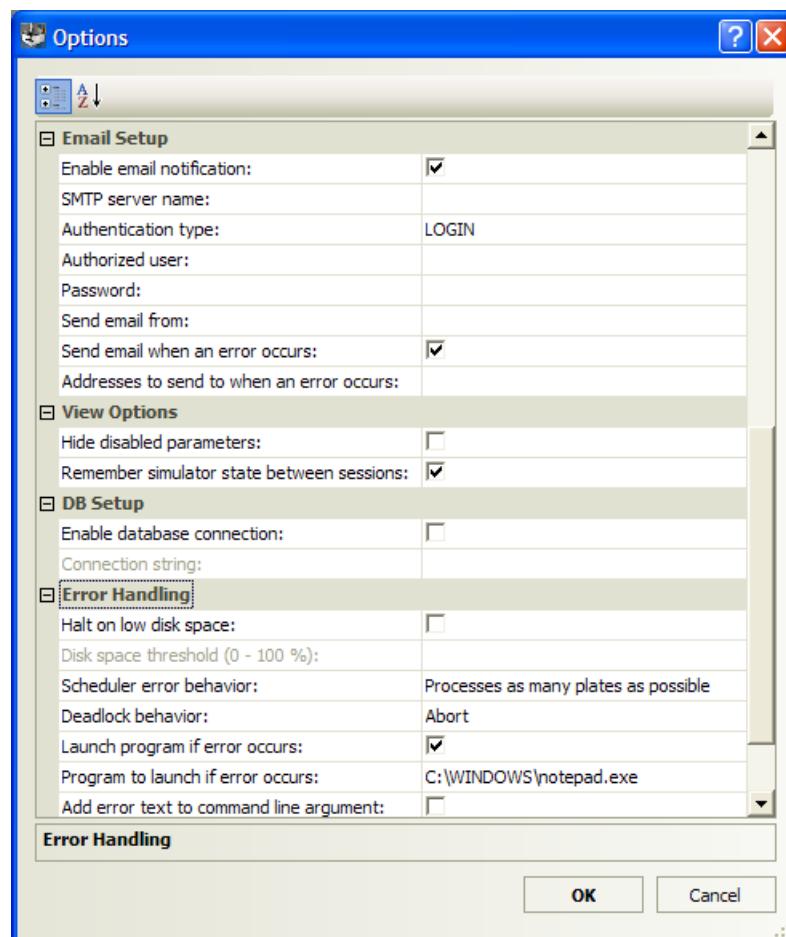 Options
Email Setup
Enable email notification:
SMTP server name:
Authentication type: LOGIN
Authorized user:
Password:
Send email from:
Send email when an error occurs:
Addresses to send to when an error occurs:
View Options
Hide disabled parameters:
Remember simulator state between sessions:
DB Setup
Enable database connection:
Connection string:
Error Handling
Halt on low disk space:
Disk space threshold (0 - 100 %):
Scheduler error behavior: Processes as many plates as possible
Deadlock behavior: Abort
Launch program if error occurs:
Program to launch if error occurs: C:\WINDOWS\notepad.exe
Add error text to command line argument:
Error Handling
OK Cancel